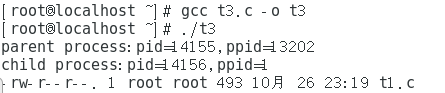 [root@localhost ~]# gcc t3.c -o t3
[root@localhost ~]# ./t3
parent process:pid=14155,ppid=13202
child process:pid=14156,ppid=1
-rw-r--r--. 1 root root 493 10月 26 23:19 t1.c